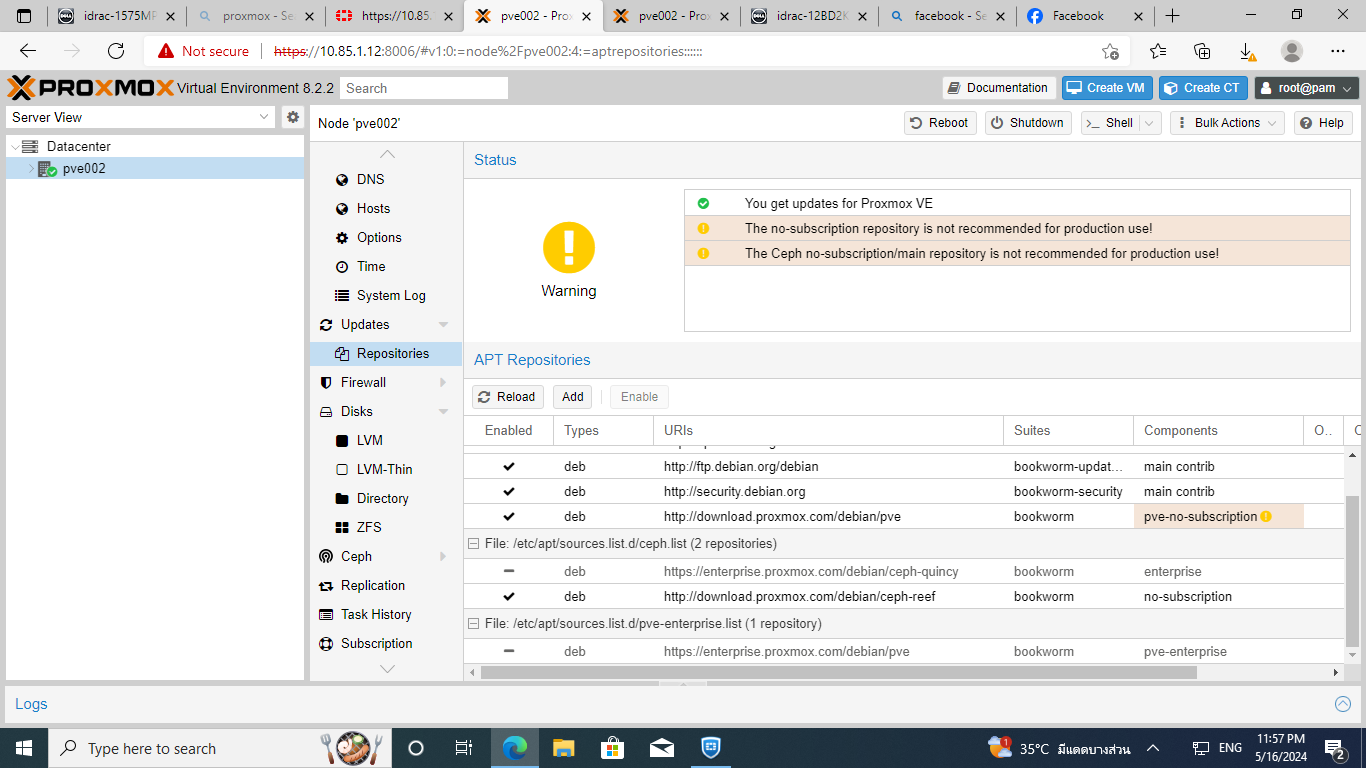 idrac-1575MP
proxmox - Se
https://10.85.
pve002 - Prox
pve002 - Prox
idrac-12BD2K
facebook - Se
Facebook
Not secure
https://10.85.1.12:8006/#v1:0:=node%2Fpve002:4:=aptrepositories::::::
PROXMOX Virtual Environment 8.2.2
Search
Documentation
Create VM
Create CT
root@pam
Server View
Node 'pve002'
Reboot
Shutdown
>_ Shell
Bulk Actions
Help
Datacenter
pve002
DNS
Hosts
Options
Time
System Log
Updates
Repositories
Firewall
Disks
LVM
LVM-Thin
Directory
ZFS
Ceph
Replication
Task History
Subscription
Status
Warning
You get updates for Proxmox VE
The no-subscription repository is not recommended for production use!
The Ceph no-subscription/main repository is not recommended for production use!
APT Repositories
Reload
Add
Enable
Enabled Types URIs Suites Components O..
deb http://ftp.debian.org/debian bookworm-updat... main contrib
deb http://security.debian.org bookworm-security main contrib
deb http://download.proxmox.com/debian/pve bookworm pve-no-subscription
File: /etc/apt/sources.list.d/ceph.list (2 repositories)
deb https://enterprise.proxmox.com/debian/ceph-quincy bookworm enterprise
deb http://download.proxmox.com/debian/ceph-reef bookworm no-subscription
File: /etc/apt/sources.list.d/pve-enterprise.list (1 repository)
deb https://enterprise.proxmox.com/debian/pve bookworm pve-enterprise
Logs
Type here to search
1
35°C มีแดดบางส่วน
ENG
11:57 PM
5/16/2024
2